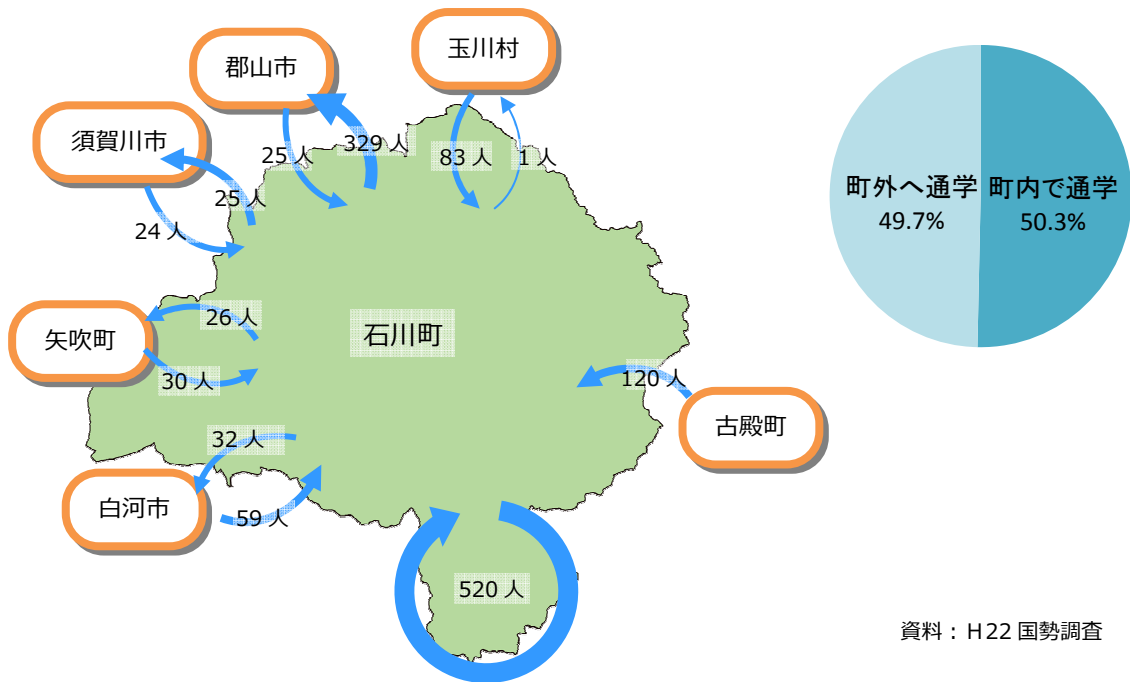 玉川村
郡山市
須賀川市
329 人
25 人
83 人
1 人
25 人
24 人
町外へ通学
49.7%
町内で通学
50.3%
26 人
石川町
矢吹町
30 人
120 人
古殿町
32 人
白河市
59 人
520 人
資料：H22 国勢調査